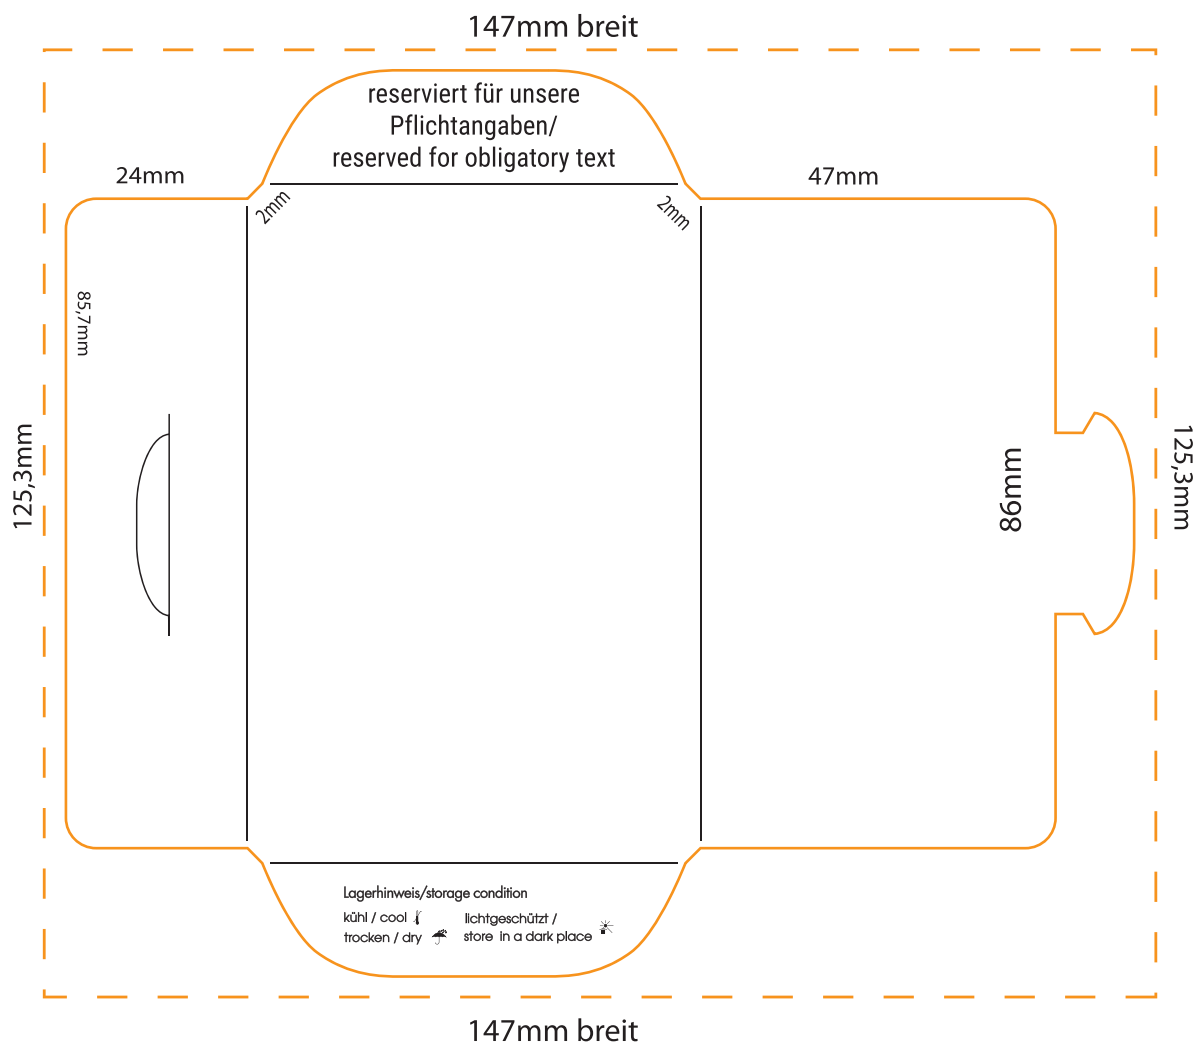 147mm breit
reserviert für unsere
Pflichtangaben/
reserved for obligatory text
24mm
47mm
2mm
2mm
85,7mm
125,3mm
86mm
125,3mm
Lagerhinweis/storage condition
kühl / cool
trocken / dry
lichtgeschützt /
store in a dark place
147mm breit